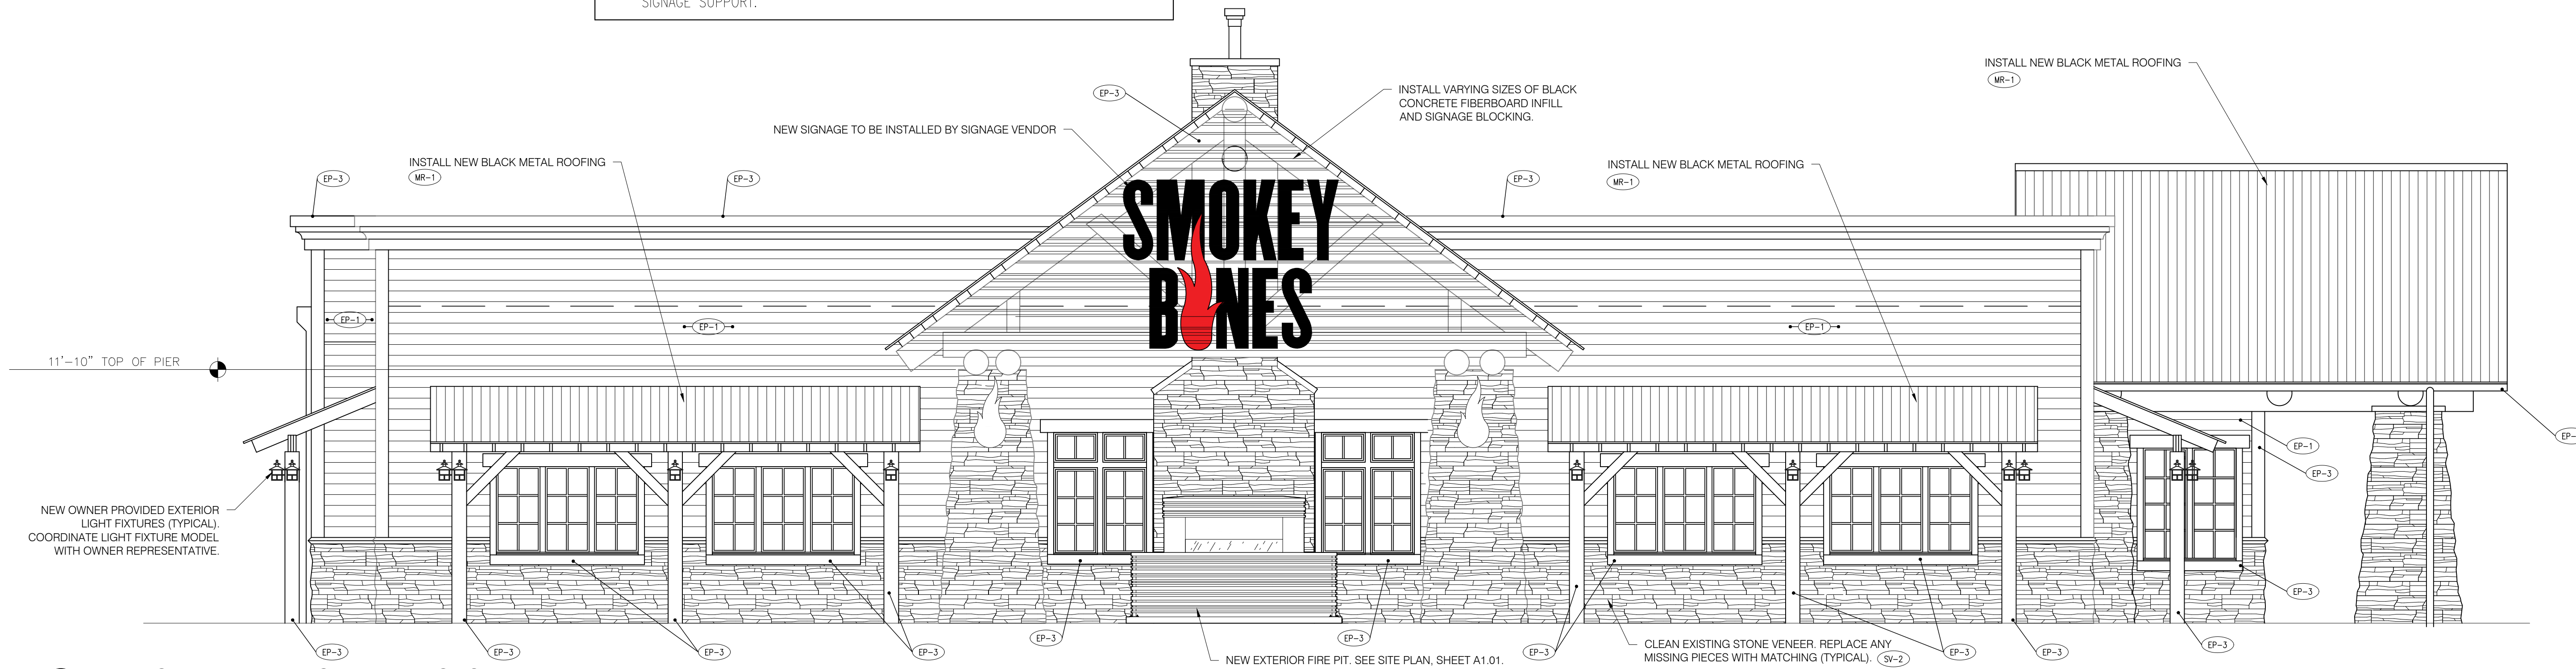 SIGNAGE SUPPORT.
INSTALL NEW BLACK METAL ROOFING
MR-1
EP-3
INSTALL VARYING SIZES OF BLACK
CONCRETE FIBERBOARD INFILL
AND SIGNAGE BLOCKING.
NEW SIGNAGE TO BE INSTALLED BY SIGNAGE VENDOR
INSTALL NEW BLACK METAL ROOFING
MR-1
INSTALL NEW BLACK METAL ROOFING
MR-1
EP-3
EP-3
EP-3
SMOKEY
BONES
EP-1
EP-1
EP-1
11'-10" TOP OF PIER
EP-1
EP-3
NEW OWNER PROVIDED EXTERIOR
LIGHT FIXTURES (TYPICAL).
COORDINATE LIGHT FIXTURE MODEL
WITH OWNER REPRESENTATIVE.
EP-3
EP-3
EP-3
EP-3
EP-3
EP-3
EP-3
EP-3
CLEAN EXISTING STONE VENEER. REPLACE ANY
MISSING PIECES WITH MATCHING (TYPICAL).
SV-2
EP-3
EP-3
EP-3
NEW EXTERIOR FIRE PIT. SEE SITE PLAN, SHEET A1.01.